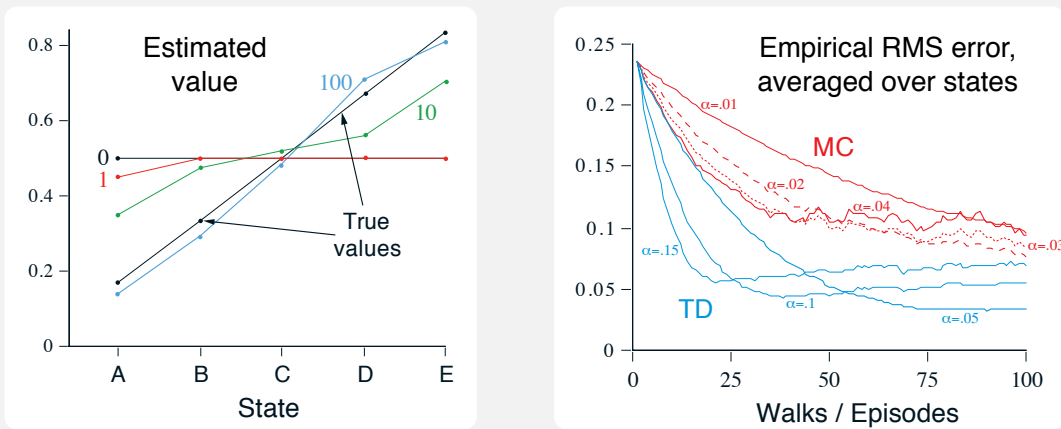 Estimated
value
0.8
0.6
0.4
0.2
0
0
1
10
100
True
values
A B C D E
State
Empirical RMS error,
averaged over states
0.25
0.2
0.15
0.1
0.05
0
α=.01
MC
α=.02
α=.04
α=.03
α=.15
TD
α=.1
α=.05
0 25 50 75 100
Walks / Episodes